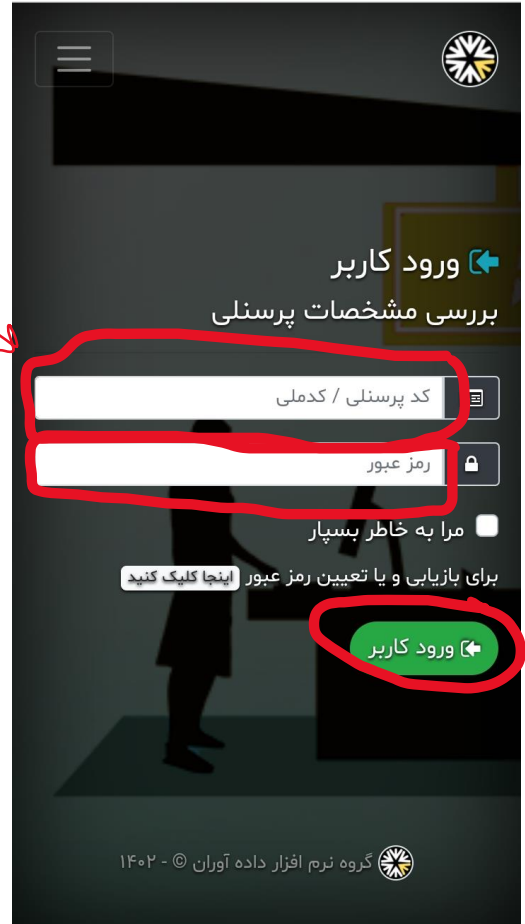 ورود کاربر
بررسی مشخصات پرسنلی
کد پرسنلی / کدملی
رمز عبور
مرا به خاطر بسپار
برای بازیابی و یا تعیین رمز عبور اینجا کلیک کنید
ورود کاربر
گروه نرم افزار داده آوران © - ۱۴۰۲